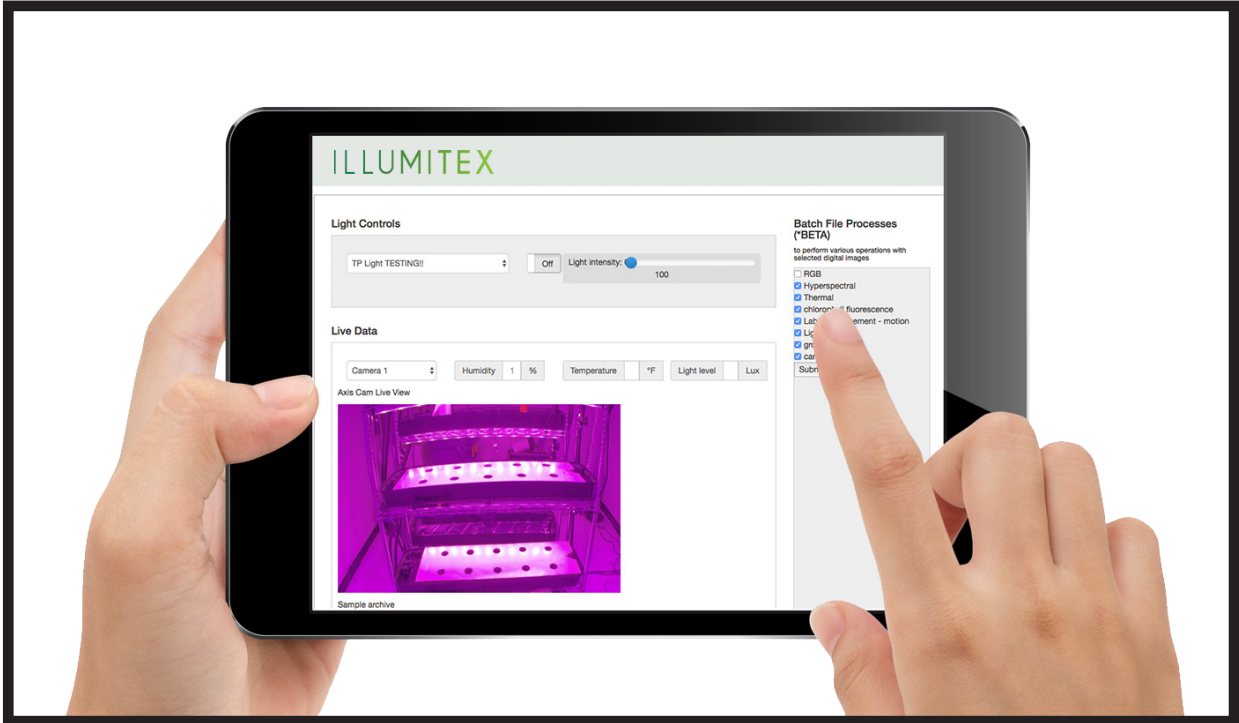 ILLUMITEX
Light Controls
TP Light TESTING!!
Off
Light intensity:
100
Live Data
Camera 1
Humidity 1 %
Temperature °F
Light level Lux
Axis Cam Live View
Sample archive
Batch File Processes
(*BETA)
to perform various operations with
selected digital images
RGB
Hyperspectral
Thermal
fluorescence
motion